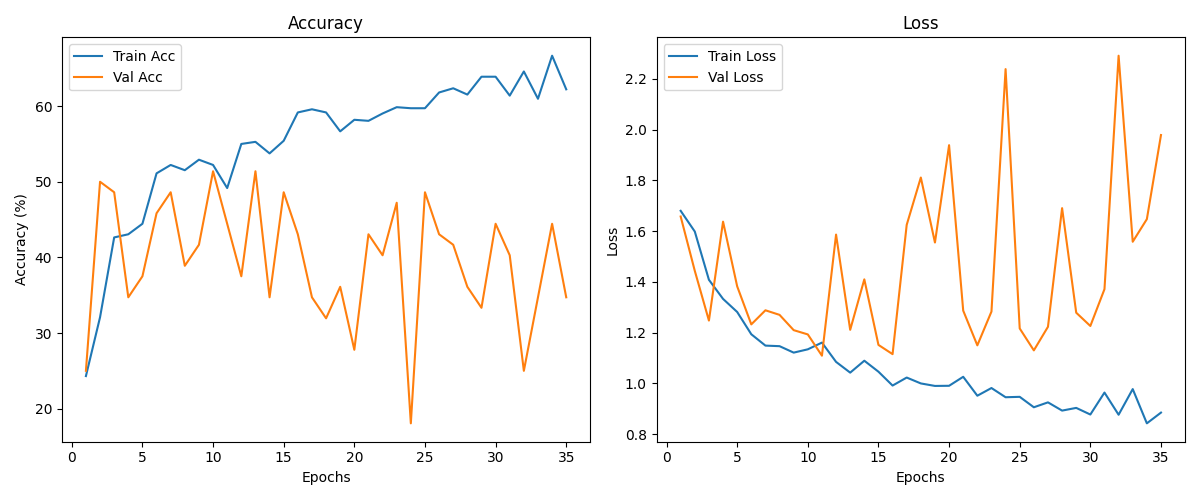 Accuracy
Train Acc
Val Acc
Accuracy (%)
60
50
40
30
20
0 5 10 15 20 25 30 35
Epochs
Loss
Train Loss
Val Loss
Loss
2.2
2.0
1.8
1.6
1.4
1.2
1.0
0.8
0 5 10 15 20 25 30 35
Epochs